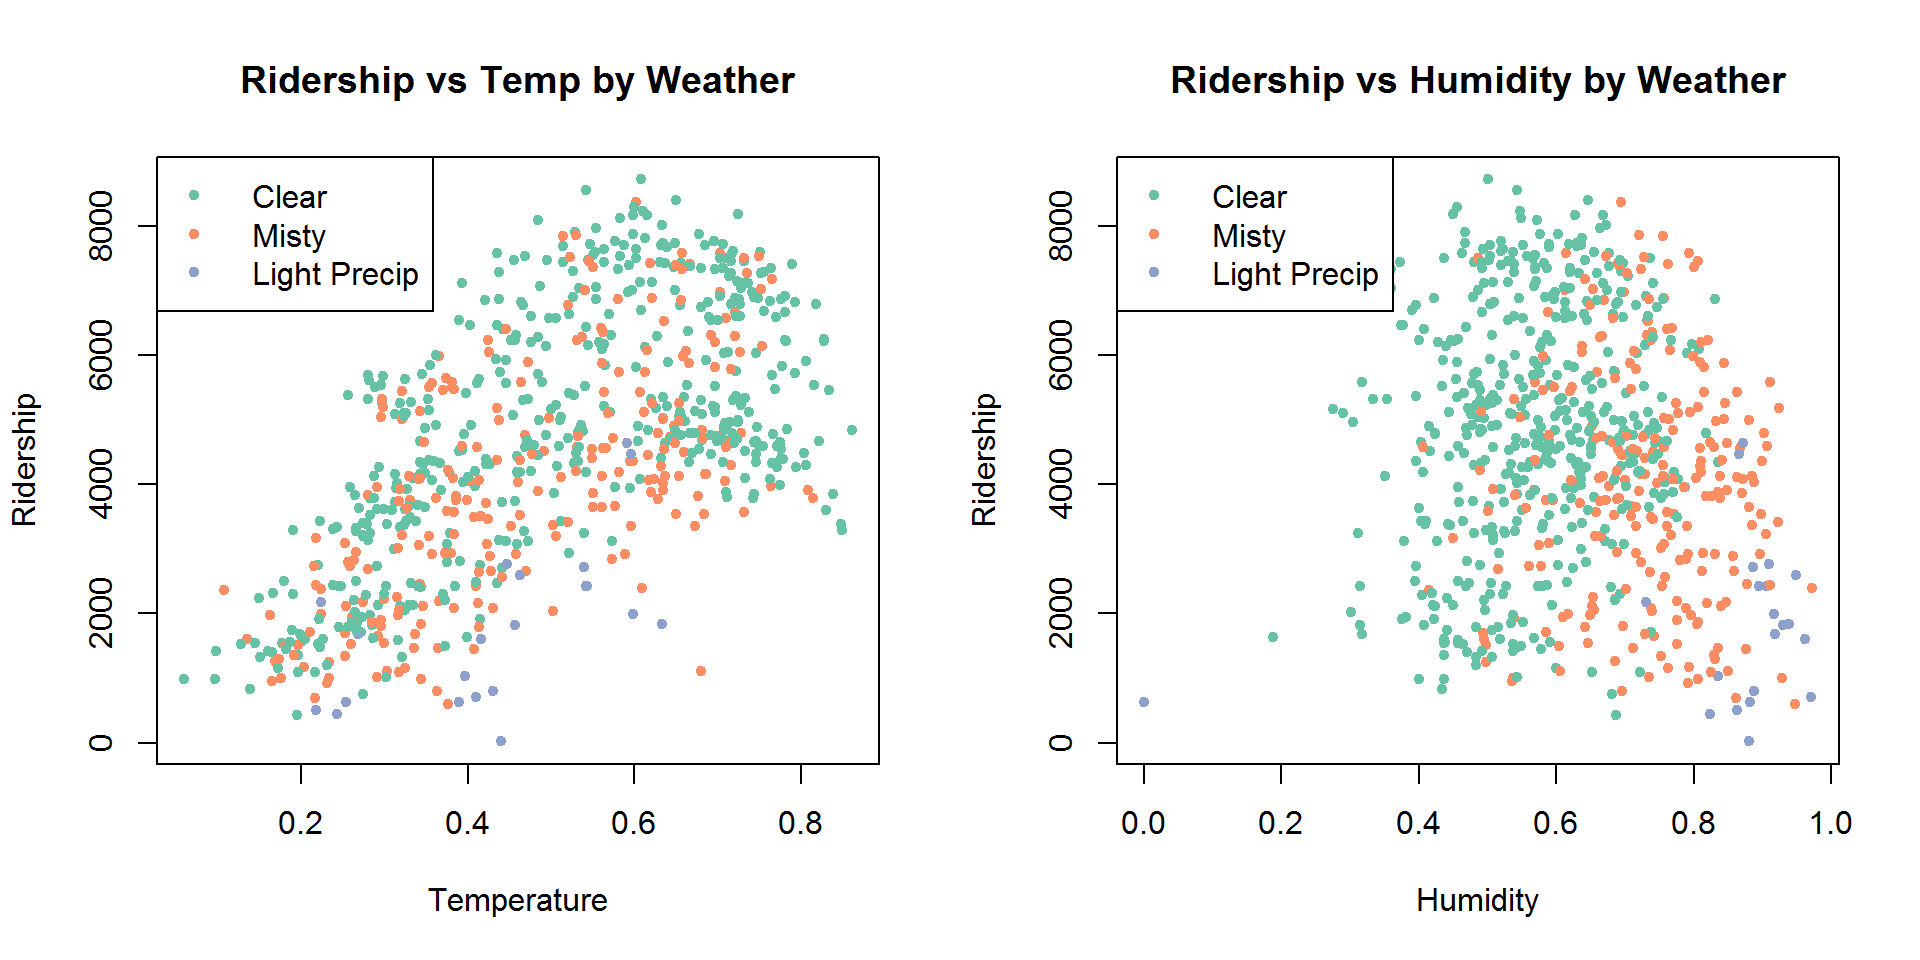 Ridership vs Temp by Weather
Clear
Misty
Light Precip
Ridership
0
2000
4000
6000
8000
0.2
0.4
0.6
0.8
Temperature
Ridership vs Humidity by Weather
Clear
Misty
Light Precip
Ridership
0
2000
4000
6000
8000
0.0
0.2
0.4
0.6
0.8
1.0
Humidity